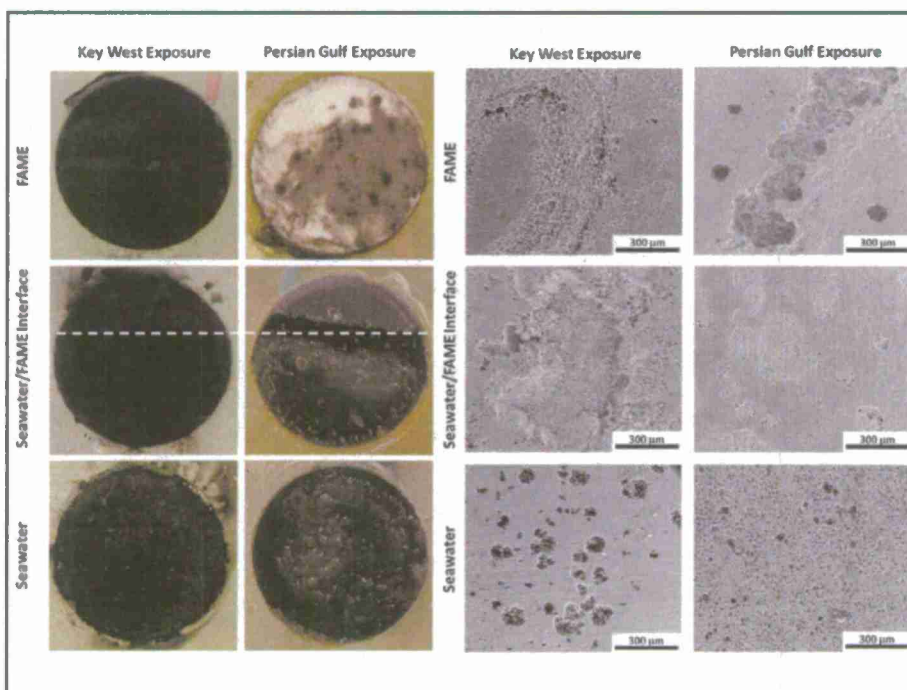 Key West Exposure Persian Gulf Exposure Key West Exposure Persian Gulf Exposure
FAME FAME
300 µm 300 µm
Seawater/FAME Interface Seawater/FAME Interface
300 µm 300 µm
Seawater Seawater
300 µm 300 µm